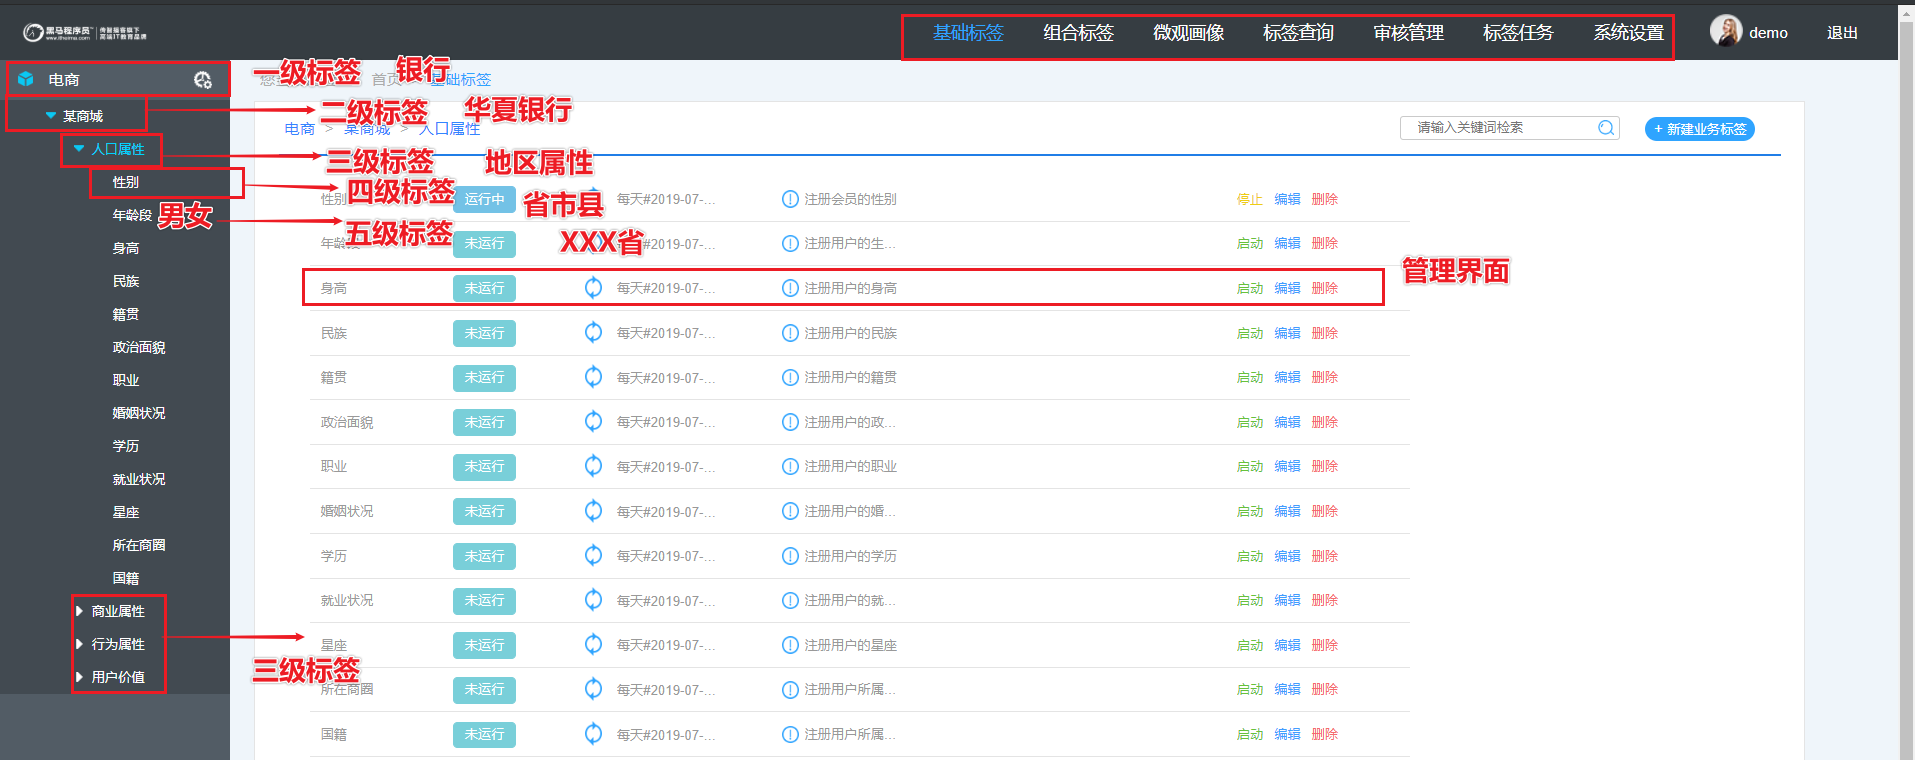 黑马程序员 传智播客旗下
www.itheima.com 高端IT教育品牌
基础标签 组合标签 微观画像 标签查询 审核管理 标签任务 系统设置 demo 退出
电商
一级标签
首页
银行
基础标签
某商城
二级标签
华夏银行
电商 > 某商城 > 人口属性
请输入关键词检索
+ 新建业务标签
人口属性
三级标签
地区属性
性别
四级标签
性别 运行中 每天#2019-07-... 注册会员的性别 停止 编辑 删除
省市县
年龄段
男女
五级标签
XXX省
年龄段 未运行 每天#2019-07-... 注册用户的生... 启动 编辑 删除
管理界面
身高
身高 未运行 每天#2019-07-... 注册用户的身高 启动 编辑 删除
民族
民族 未运行 每天#2019-07-... 注册用户的民族 启动 编辑 删除
籍贯
籍贯 未运行 每天#2019-07-... 注册用户的籍贯 启动 编辑 删除
政治面貌
政治面貌 未运行 每天#2019-07-... 注册用户的政... 启动 编辑 删除
职业
职业 未运行 每天#2019-07-... 注册用户的职业 启动 编辑 删除
婚姻状况
婚姻状况 未运行 每天#2019-07-... 注册用户的婚... 启动 编辑 删除
学历
学历 未运行 每天#2019-07-... 注册用户的学历 启动 编辑 删除
就业状况
就业状况 未运行 每天#2019-07-... 注册用户的就... 启动 编辑 删除
星座
星座 未运行 每天#2019-07-... 注册用户的星座 启动 编辑 删除
所在商圈
所在商圈 未运行 每天#2019-07-... 注册用户所属... 启动 编辑 删除
国籍
国籍 未运行 每天#2019-07-... 注册用户所属... 启动 编辑 删除
商业属性
行为属性
用户价值
三级标签